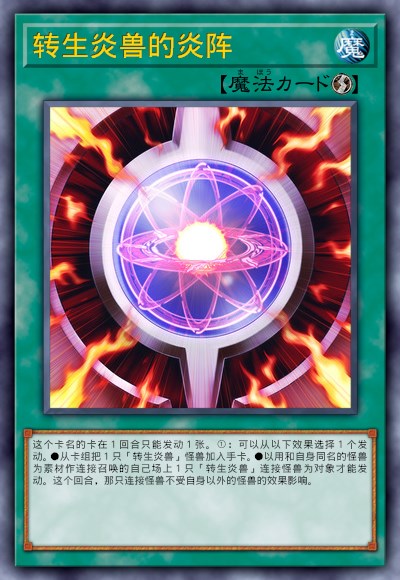 转生炎兽的炎阵
魔
【魔法カード】
まほう
这个卡名的卡在1回合只能发动1张。①：可以从以下效果选择1个发
动。●从卡组把1只「转生炎兽」怪兽加入手卡。●以用和自身同名的怪兽
为素材作连接召唤的自己场上1只「转生炎兽」连接怪兽为对象才能发
动。这个回合，那只连接怪兽不受自身以外的怪兽的效果影响。